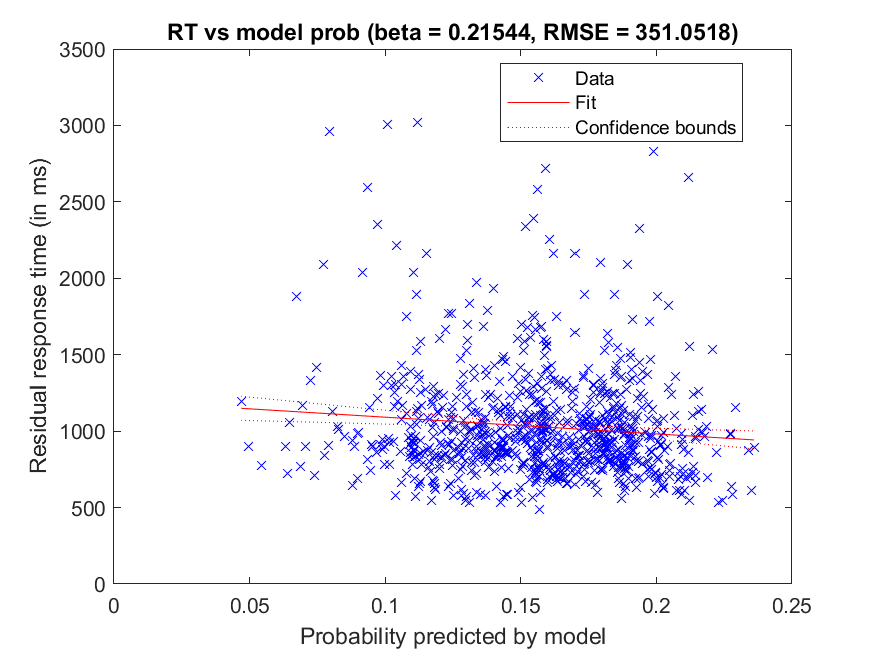 RT vs model prob (beta = 0.21544, RMSE = 351.0518)
Data
Fit
Confidence bounds
3500
3000
2500
2000
1500
1000
500
0
Residual response time (in ms)
0 0.05 0.1 0.15 0.2 0.25
Probability predicted by model